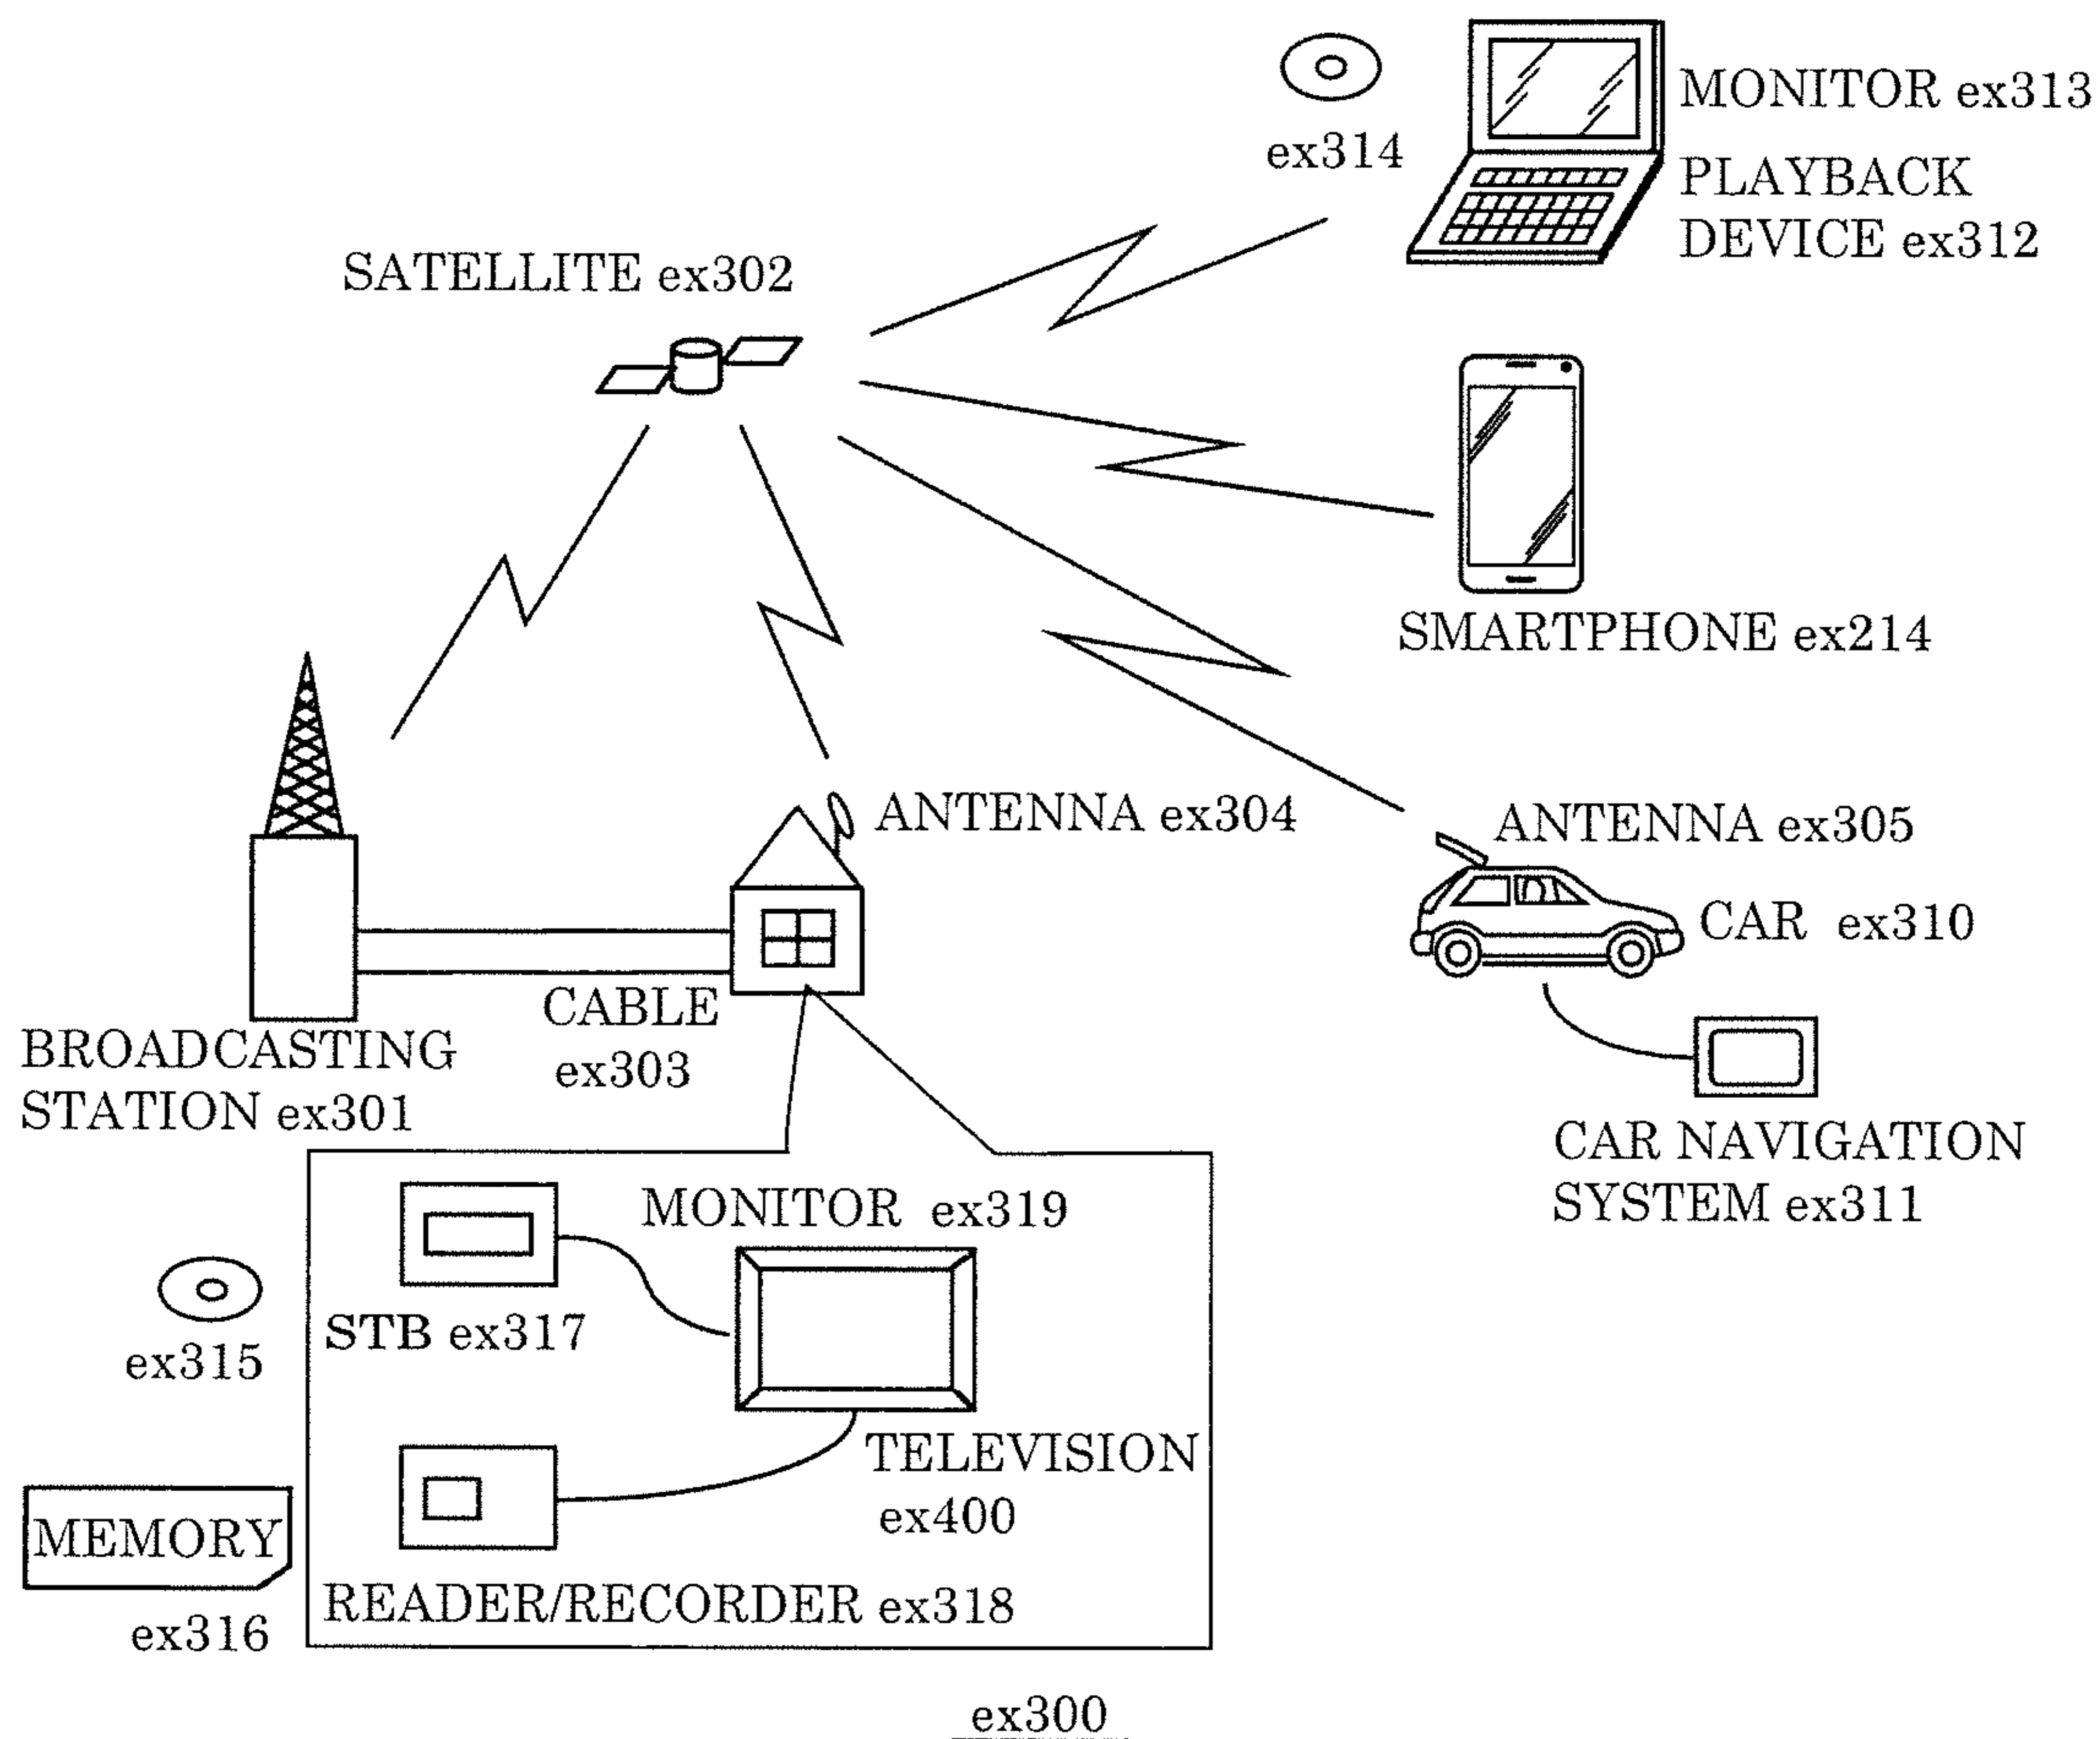 MONITOR ex313
ex314
PLAYBACK
DEVICE ex312
SATELLITE ex302
SMARTPHONE ex214
ANTENNA ex304
ANTENNA ex305
CAR ex310
CABLE
ex303
BROADCASTING
STATION ex301
CAR NAVIGATION
SYSTEM ex311
MONITOR ex319
STB ex317
ex315
TELEVISION
ex400
MEMORY
ex316
READER/RECORDER ex318
ex300